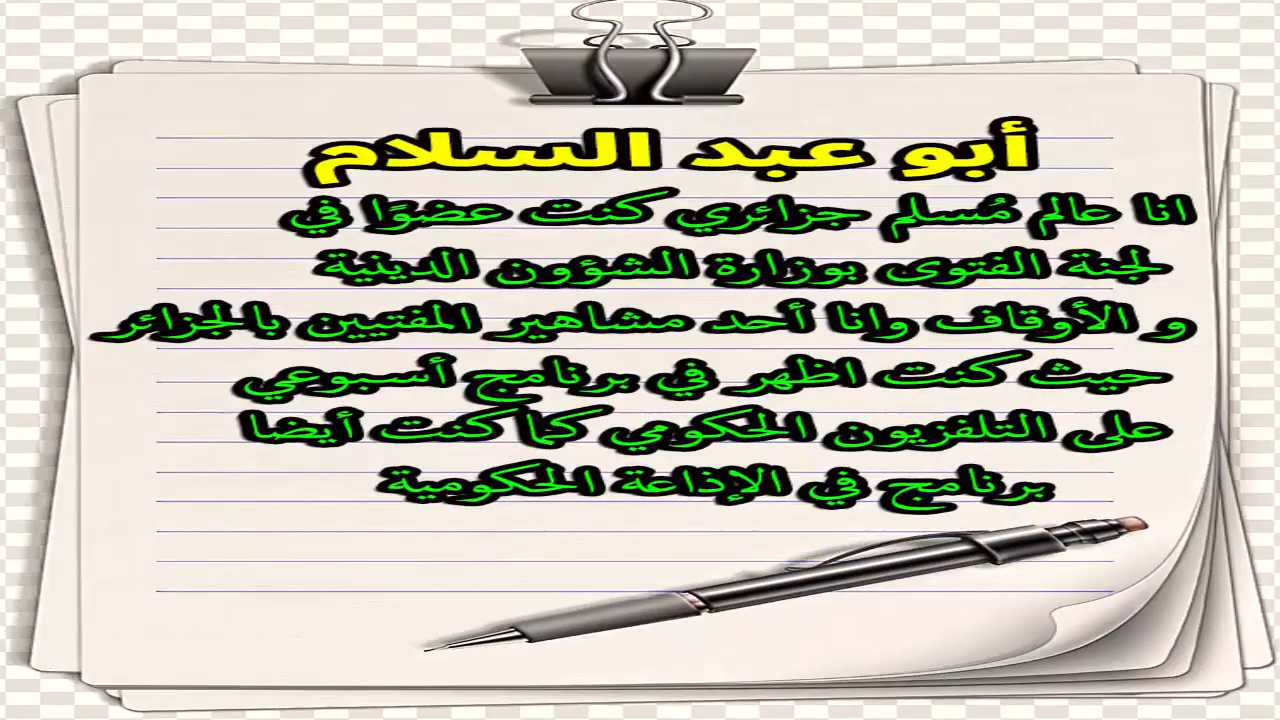 أبو عبد السلام
انا عالم مُسلم جزائري كنت عضوًا في
لجنة الفتوى بوزارة الشؤون الدينية
و الأوقاف وانا أحد مشاهير المفتيين بالجزائر
حيث كنت اظهر في برنامج أسبوعي
على التلفزيون الحكومي كما كنت أيضا
برنامج في الإذاعة الحكومية